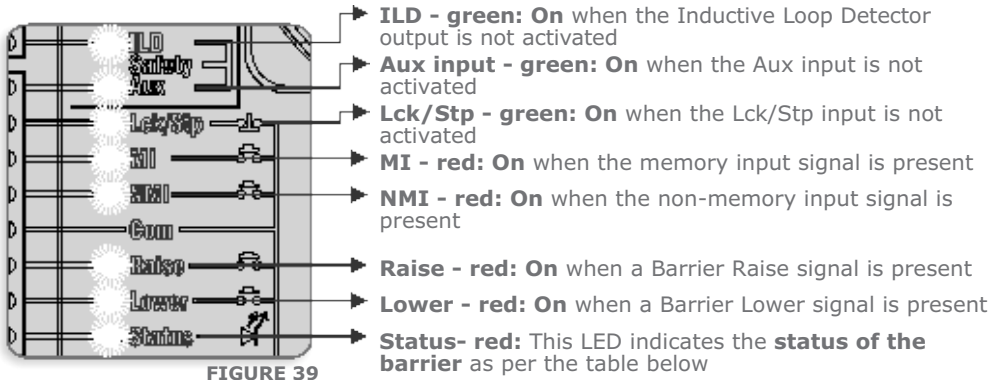 ILD
Safety
Aux
Lck/Stp
MI
NMI
Com
Raise
Lower
Status
ILD - green: On when the Inductive Loop Detector
output is not activated
Aux input - green: On when the Aux input is not
activated
Lck/Stp - green: On when the Lck/Stp input is not
activated
MI - red: On when the memory input signal is present
NMI - red: On when the non-memory input signal is
present
Raise - red: On when a Barrier Raise signal is present
Lower - red: On when a Barrier Lower signal is present
Status- red: This LED indicates the status of the
barrier as per the table below
FIGURE 39